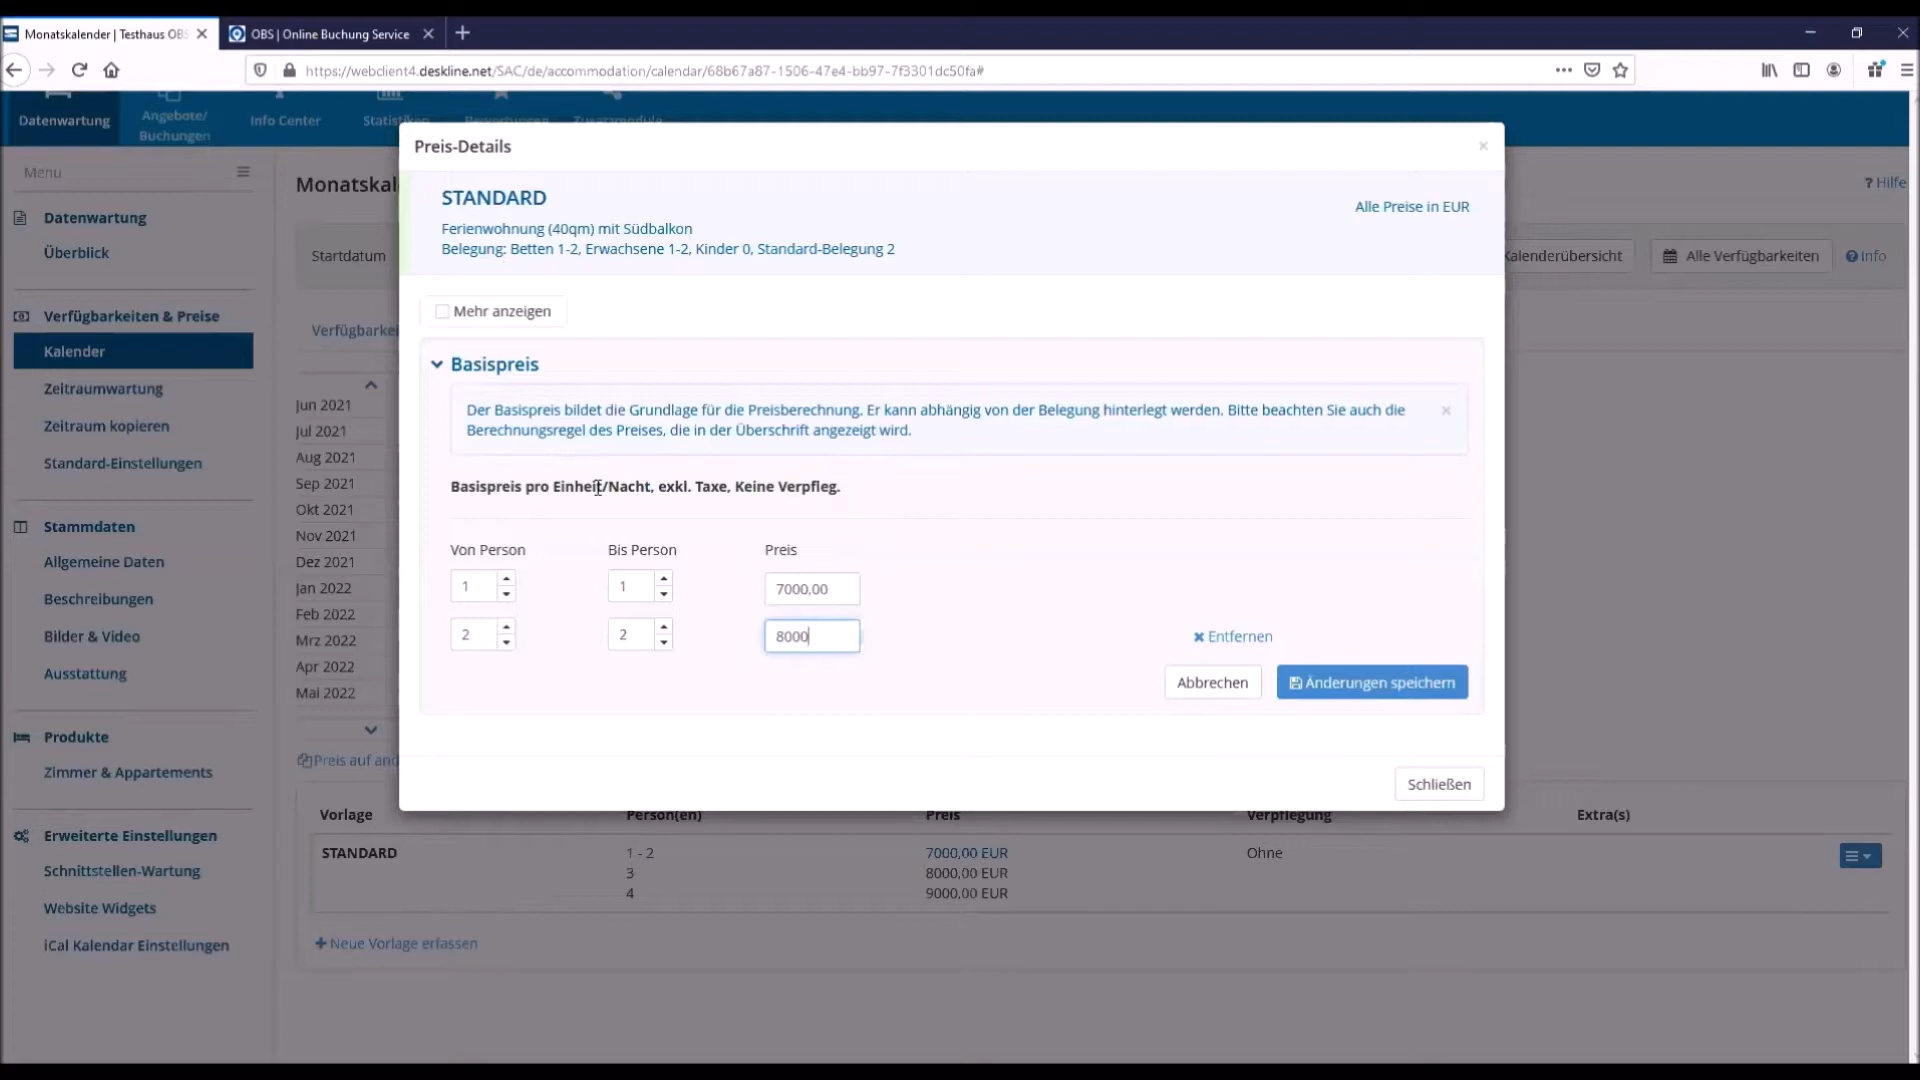 Monatskalender | Testhaus OBS
OBS | Online Buchung Service
https://webclient4.deskline.net/SAC/de/accommodation/calendar/68b67a87-1506-47e4-bb97-7f3301dc50fa#
Datenwartung
Angebote/
Buchungen
Info Center
Statistiken
Bewertungen
Zusatzmodule
Menu
Datenwartung
Überblick
Verfügbarkeiten & Preise
Kalender
Zeitraumwartung
Zeitraum kopieren
Standard-Einstellungen
Stammdaten
Allgemeine Daten
Beschreibungen
Bilder & Video
Ausstattung
Produkte
Zimmer & Appartements
Erweiterte Einstellungen
Schnittstellen-Wartung
Website Widgets
iCal Kalendar Einstellungen
Monatskal
? Hilfe
Startdatum
Kalenderübersicht
Alle Verfügbarkeiten
Info
Verfügbarkei
Jun 2021
Jul 2021
Aug 2021
Sep 2021
Okt 2021
Nov 2021
Dez 2021
Jan 2022
Feb 2022
Mrz 2022
Apr 2022
Mai 2022
Preis auf and
Preis-Details
×
STANDARD
Alle Preise in EUR
Ferienwohnung (40qm) mit Südbalkon
Belegung: Betten 1-2, Erwachsene 1-2, Kinder 0, Standard-Belegung 2
Mehr anzeigen
Basispreis
Der Basispreis bildet die Grundlage für die Preisberechnung. Er kann abhängig von der Belegung hinterlegt werden. Bitte beachten Sie auch die
Berechnungsregel des Preises, die in der Überschrift angezeigt wird.
×
Basispreis pro Einheit/Nacht, exkl. Taxe, Keine Verpfleg.
Von Person Bis Person Preis
1 1 7000,00
2 2 8000
Entfernen
Abbrechen
Änderungen speichern
Schließen
Vorlage Person(en) Preis Verpflegung Extra(s)
STANDARD 1 - 2 7000,00 EUR Ohne
3 8000,00 EUR
4 9000,00 EUR
Neue Vorlage erfassen